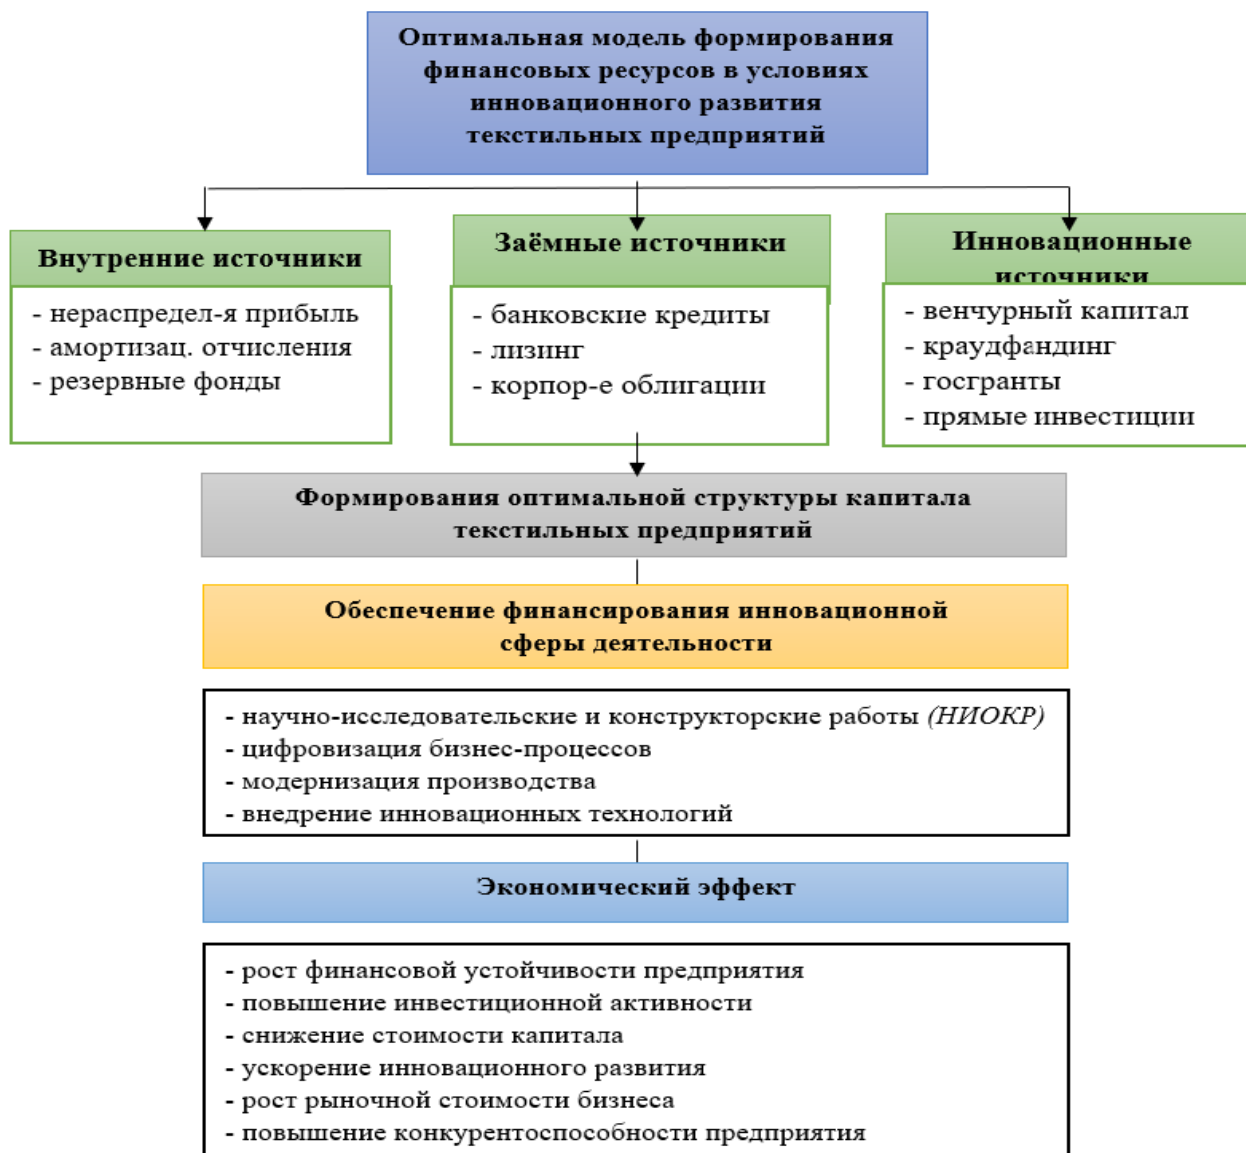 Оптимальная модель формирования
финансовых ресурсов в условиях
инновационного развития
текстильных предприятий
Внутренние источники
- нераспредел-я прибыль
- амортизац. отчисления
- резервные фонды
Заёмные источники
- банковские кредиты
- лизинг
- корпор-е облигации
Инновационные
источники
- венчурный капитал
- краудфандинг
- госгранты
- прямые инвестиции
Формирования оптимальной структуры капитала
текстильных предприятий
Обеспечение финансирования инновационной
сферы деятельности
- научно-исследовательские и конструкторские работы (НИОКР)
- цифровизация бизнес-процессов
- модернизация производства
- внедрение инновационных технологий
Экономический эффект
- рост финансовой устойчивости предприятия
- повышение инвестиционной активности
- снижение стоимости капитала
- ускорение инновационного развития
- рост рыночной стоимости бизнеса
- повышение конкурентоспособности предприятия